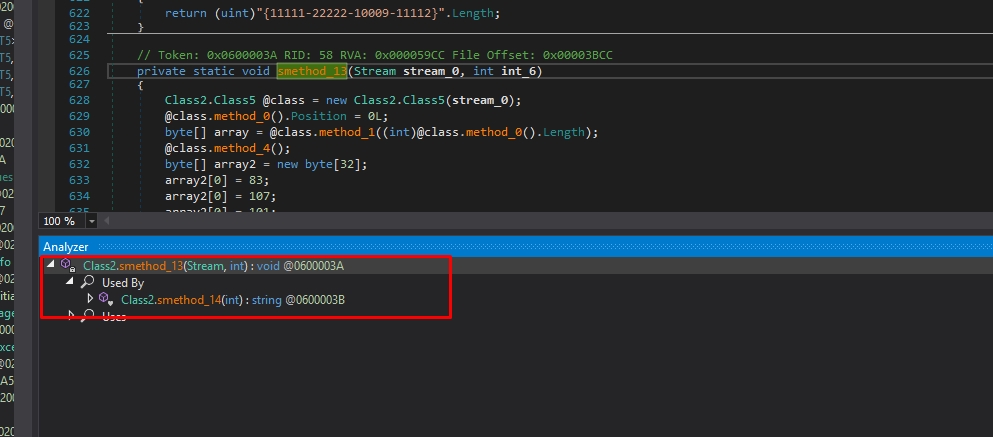 622 return (uint)"{11111-22222-10009-11112}".Length;
623 }
624
625 // Token: 0x0600003A RID: 58 RVA: 0x000059CC File Offset: 0x00003BCC
626 private static void smethod_13(Stream stream_0, int int_6)
627 {
628 Class2.Class5 @class = new Class2.Class5(stream_0);
629 @class.method_0().Position = 0L;
630 byte[] array = @class.method_1((int)@class.method_0().Length);
631 @class.method_4();
632 byte[] array2 = new byte[32];
633 array2[0] = 83;
634 array2[0] = 107;
635 array2[0] = 101;
100 %
Analyzer
Class2.smethod_13(Stream, int) : void @0600003A
Used By
Class2.smethod_14(int) : string @0600003B
Uses